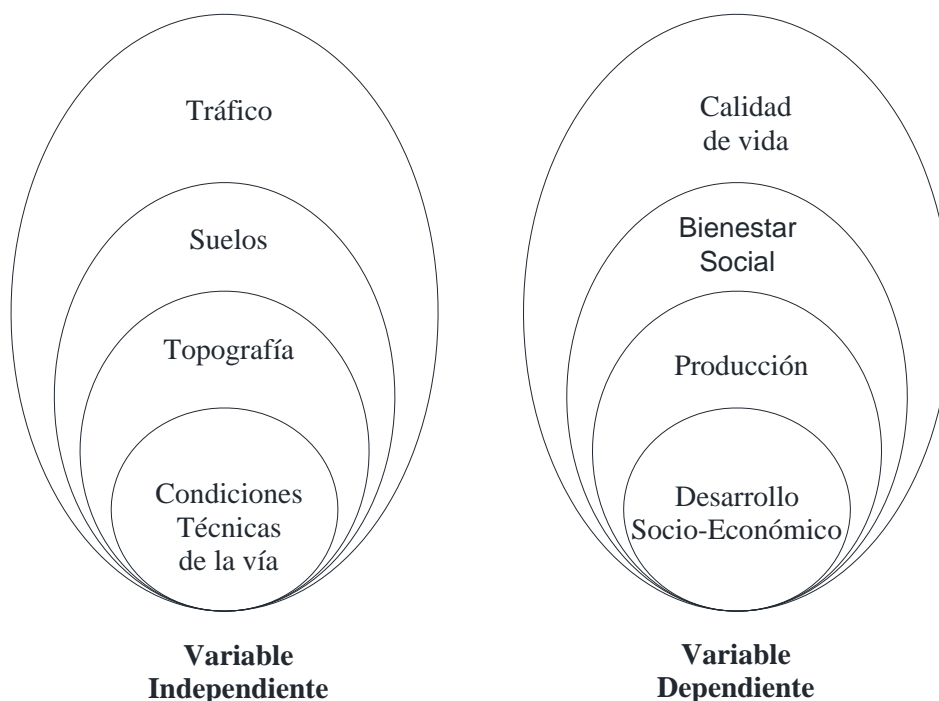 Tráfico
Suelos
Topografía
Condiciones
Técnicas
de la vía
Variable
Independiente
Calidad
de vida
Bienestar
Social
Producción
Desarrollo
Socio-Económico
Variable
Dependiente